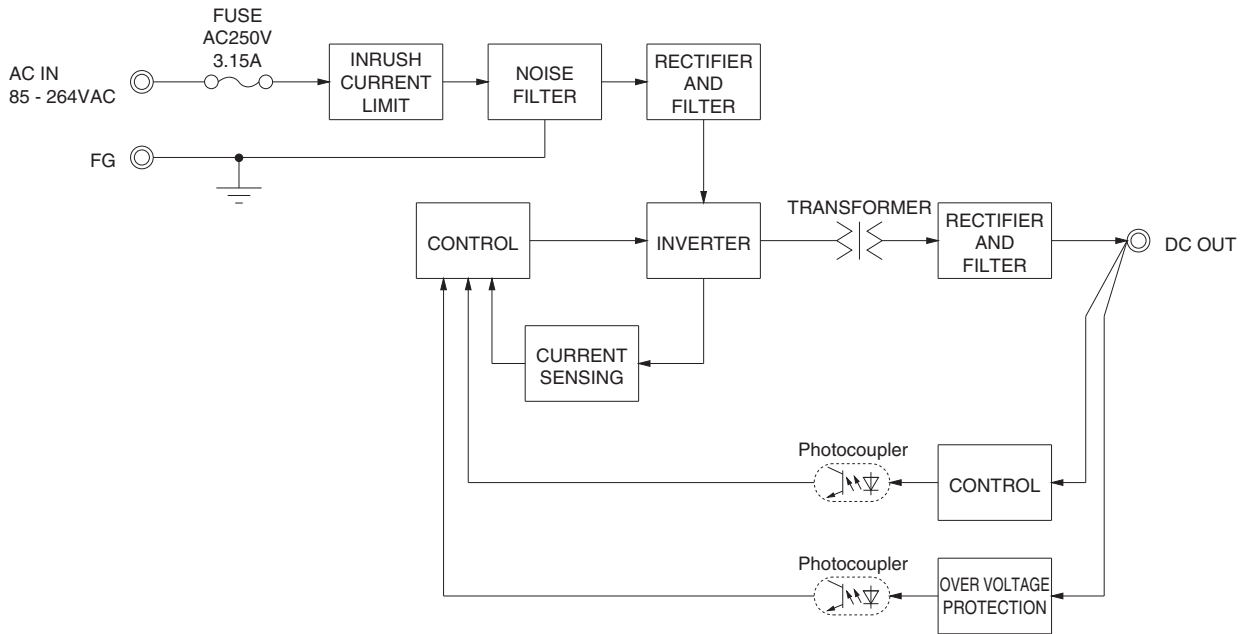 FUSE
AC250V
3.15A
AC IN
85 - 264VAC
INRUSH
CURRENT
LIMIT
NOISE
FILTER
RECTIFIER
AND
FILTER
FG
CONTROL
INVERTER
TRANSFORMER
RECTIFIER
AND
FILTER
DC OUT
CURRENT
SENSING
Photocoupler
CONTROL
Photocoupler
OVER VOLTAGE
PROTECTION